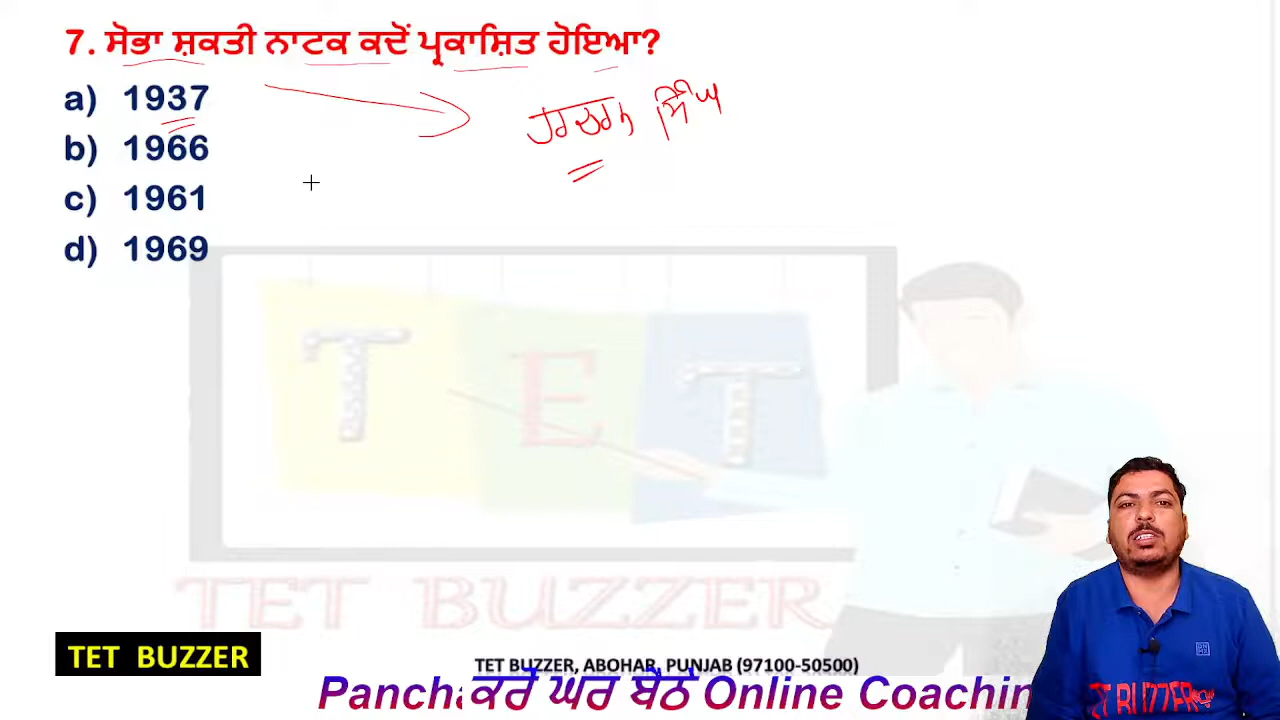 7. ਸੋਭਾ ਸ਼ਕਤੀ ਨਾਟਕ ਕਦੋਂ ਪ੍ਰਕਾਸ਼ਿਤ ਹੋਇਆ?
a) 1937
ਹਰਚਰਨ ਸਿੰਘ
b) 1966
c) 1961
d) 1969
T E T
TET BUZZER
TET BUZZER
TET BUZZER, ABOHAR, PUNJAB (97100-50500)
ਕਰੋ ਘਰ ਬੈਠੇ Online Coachin